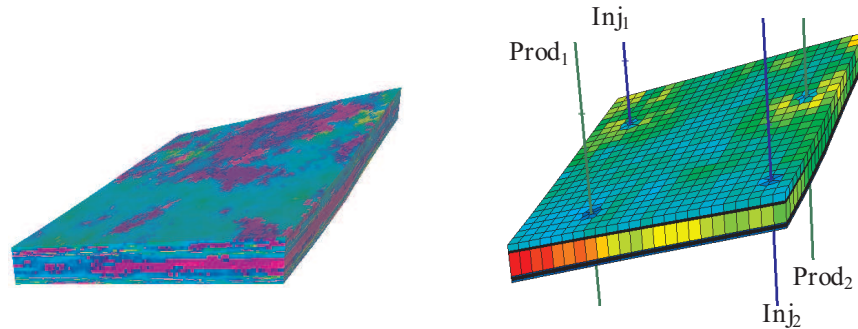 Inj₁
Prod₁
Prod₂
Inj₂